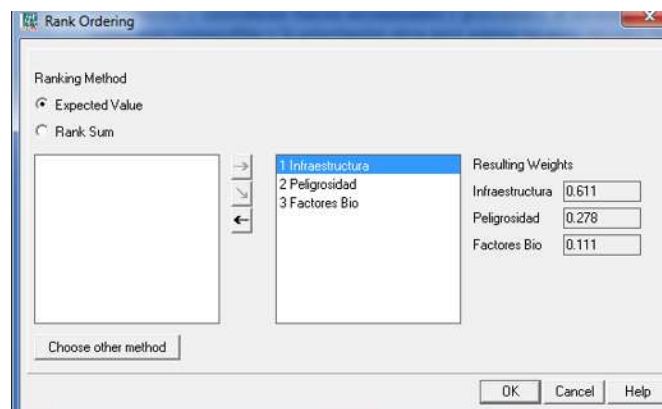 Rank Ordering
Ranking Method
Expected Value
Rank Sum
1 Infraestructura
2 Peligrosidad
3 Factores Bio
Resulting Weights
Infraestructura 0.611
Peligrosidad 0.278
Factores Bio 0.111
Choose other method
OK Cancel Help